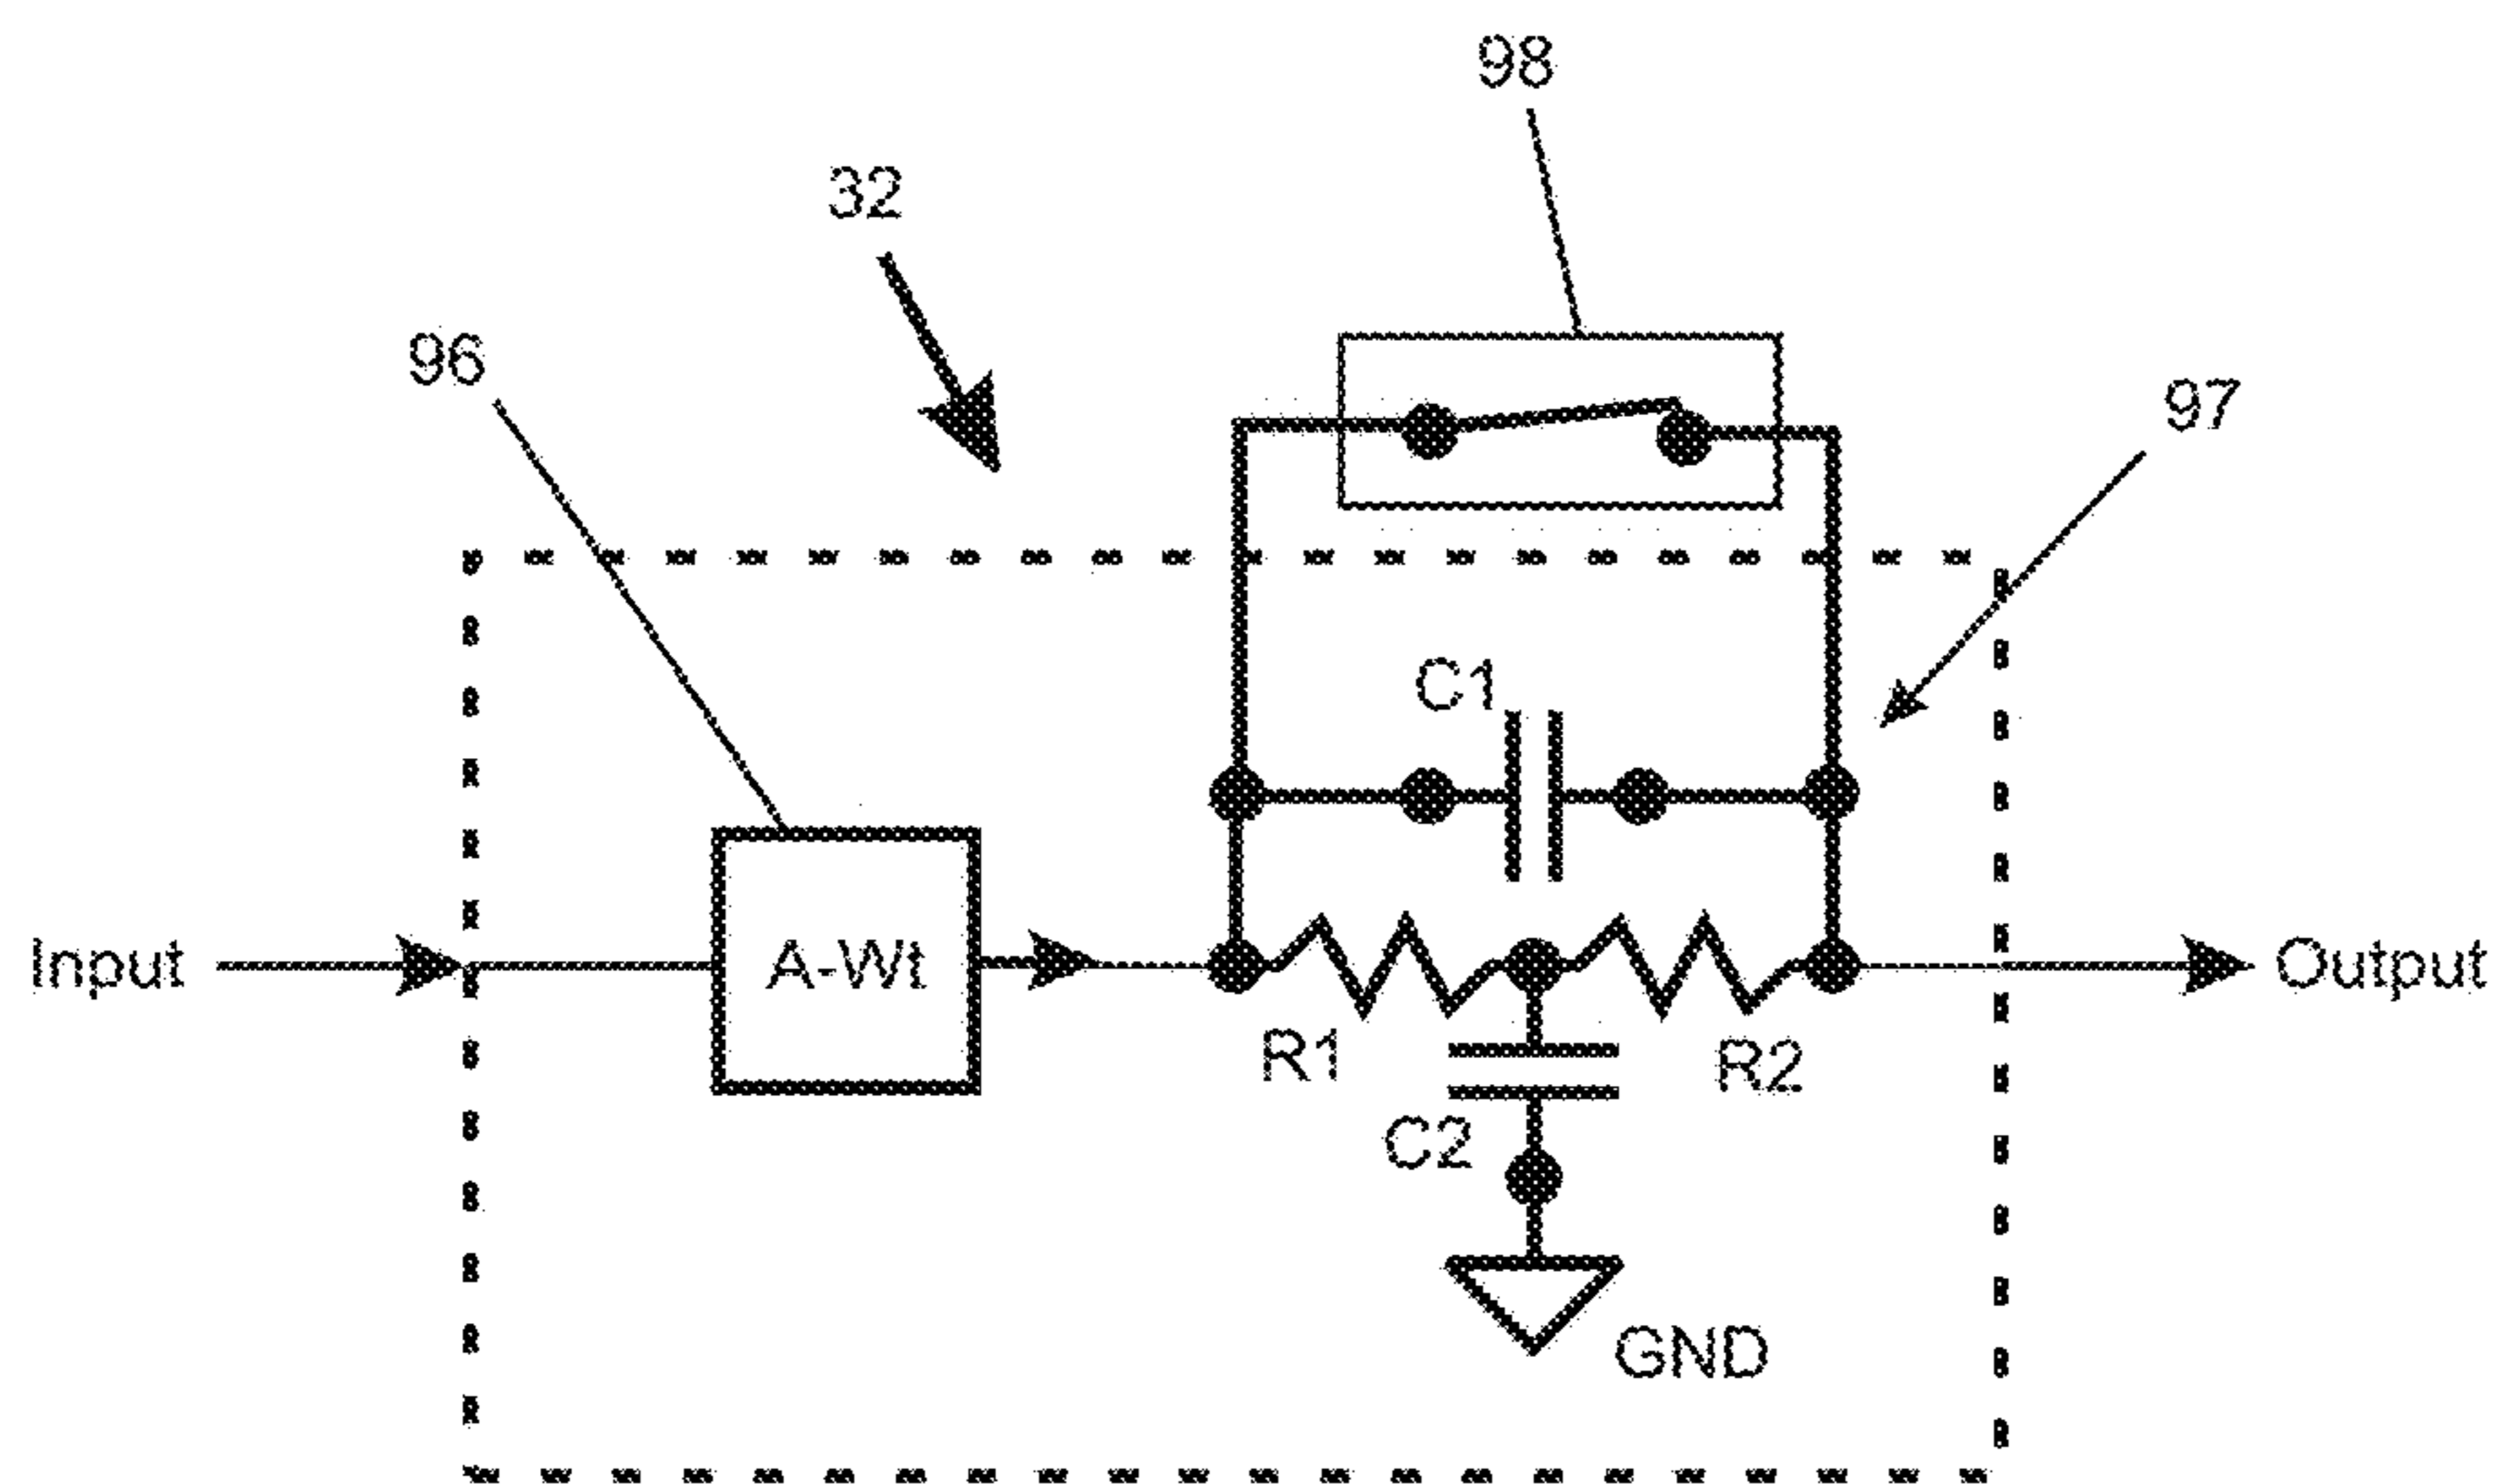 98
32
96
97
C1
Input
A-Wt
Output
R1
R2
C2
GND